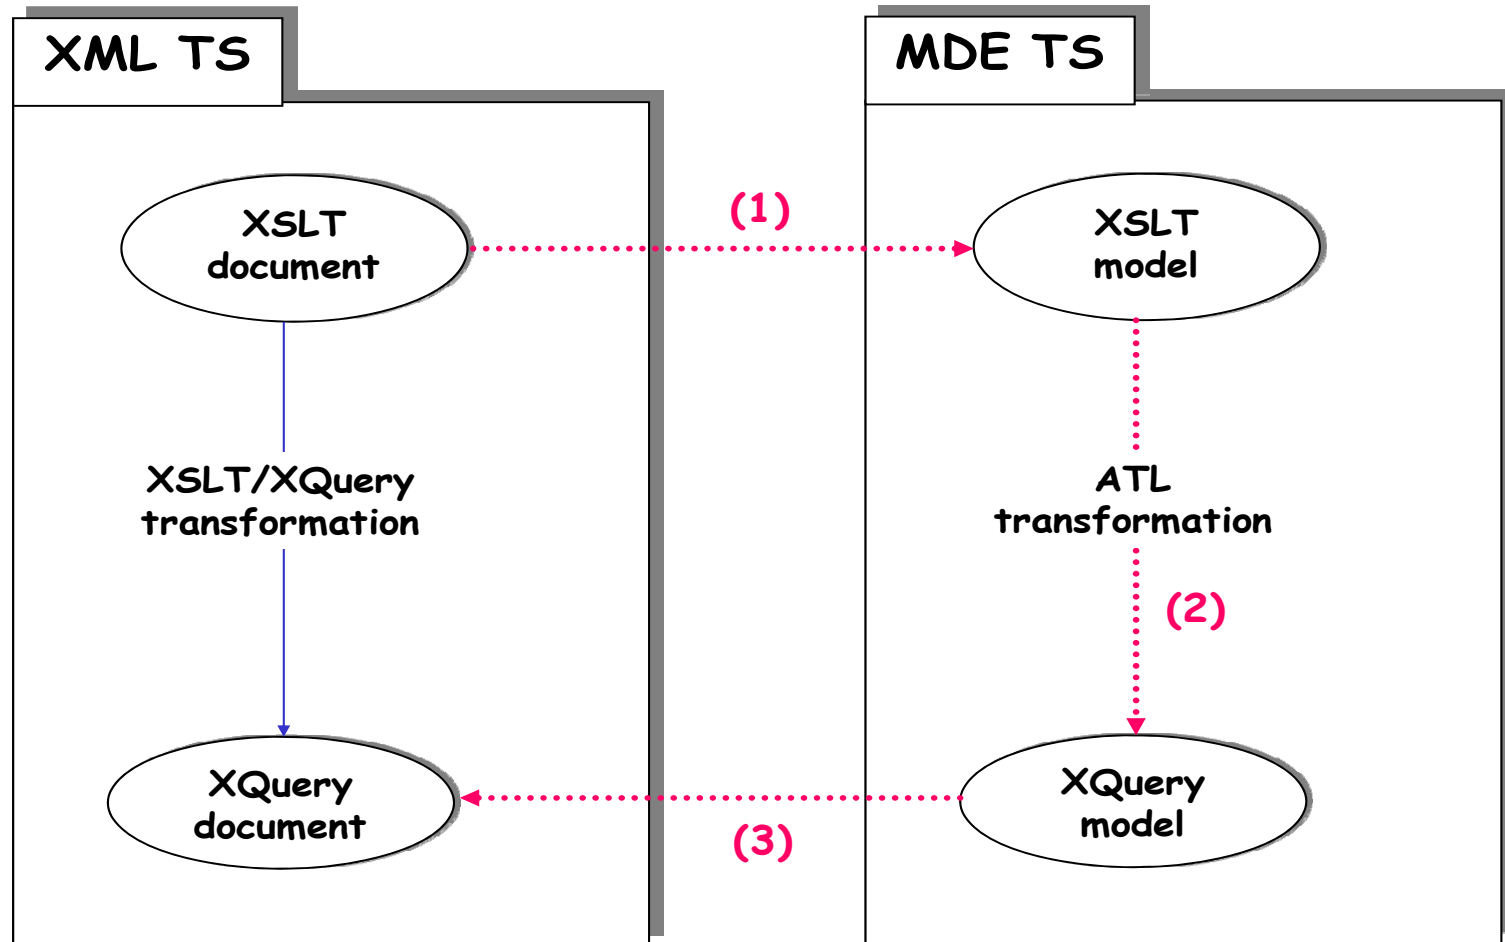 XML TS
MDE TS
XSLT
document
(1)
XSLT
model
XSLT/XQuery
transformation
ATL
transformation
(2)
XQuery
document
(3)
XQuery
model